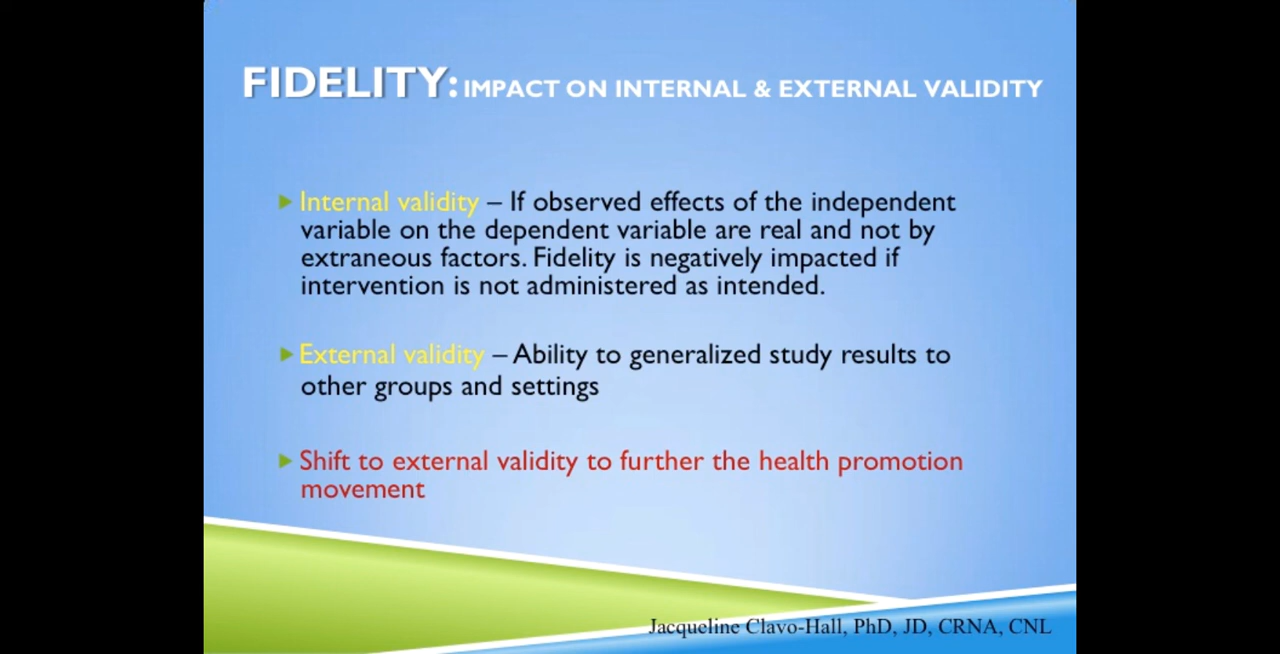 FIDELITY: IMPACT ON INTERNAL & EXTERNAL VALIDITY
Internal validity – If observed effects of the independent
variable on the dependent variable are real and not by
extraneous factors. Fidelity is negatively impacted if
intervention is not administered as intended.
External validity – Ability to generalized study results to
other groups and settings
Shift to external validity to further the health promotion
movement
Jacqueline Clavo-Hall, PhD, JD, CRNA, CNL